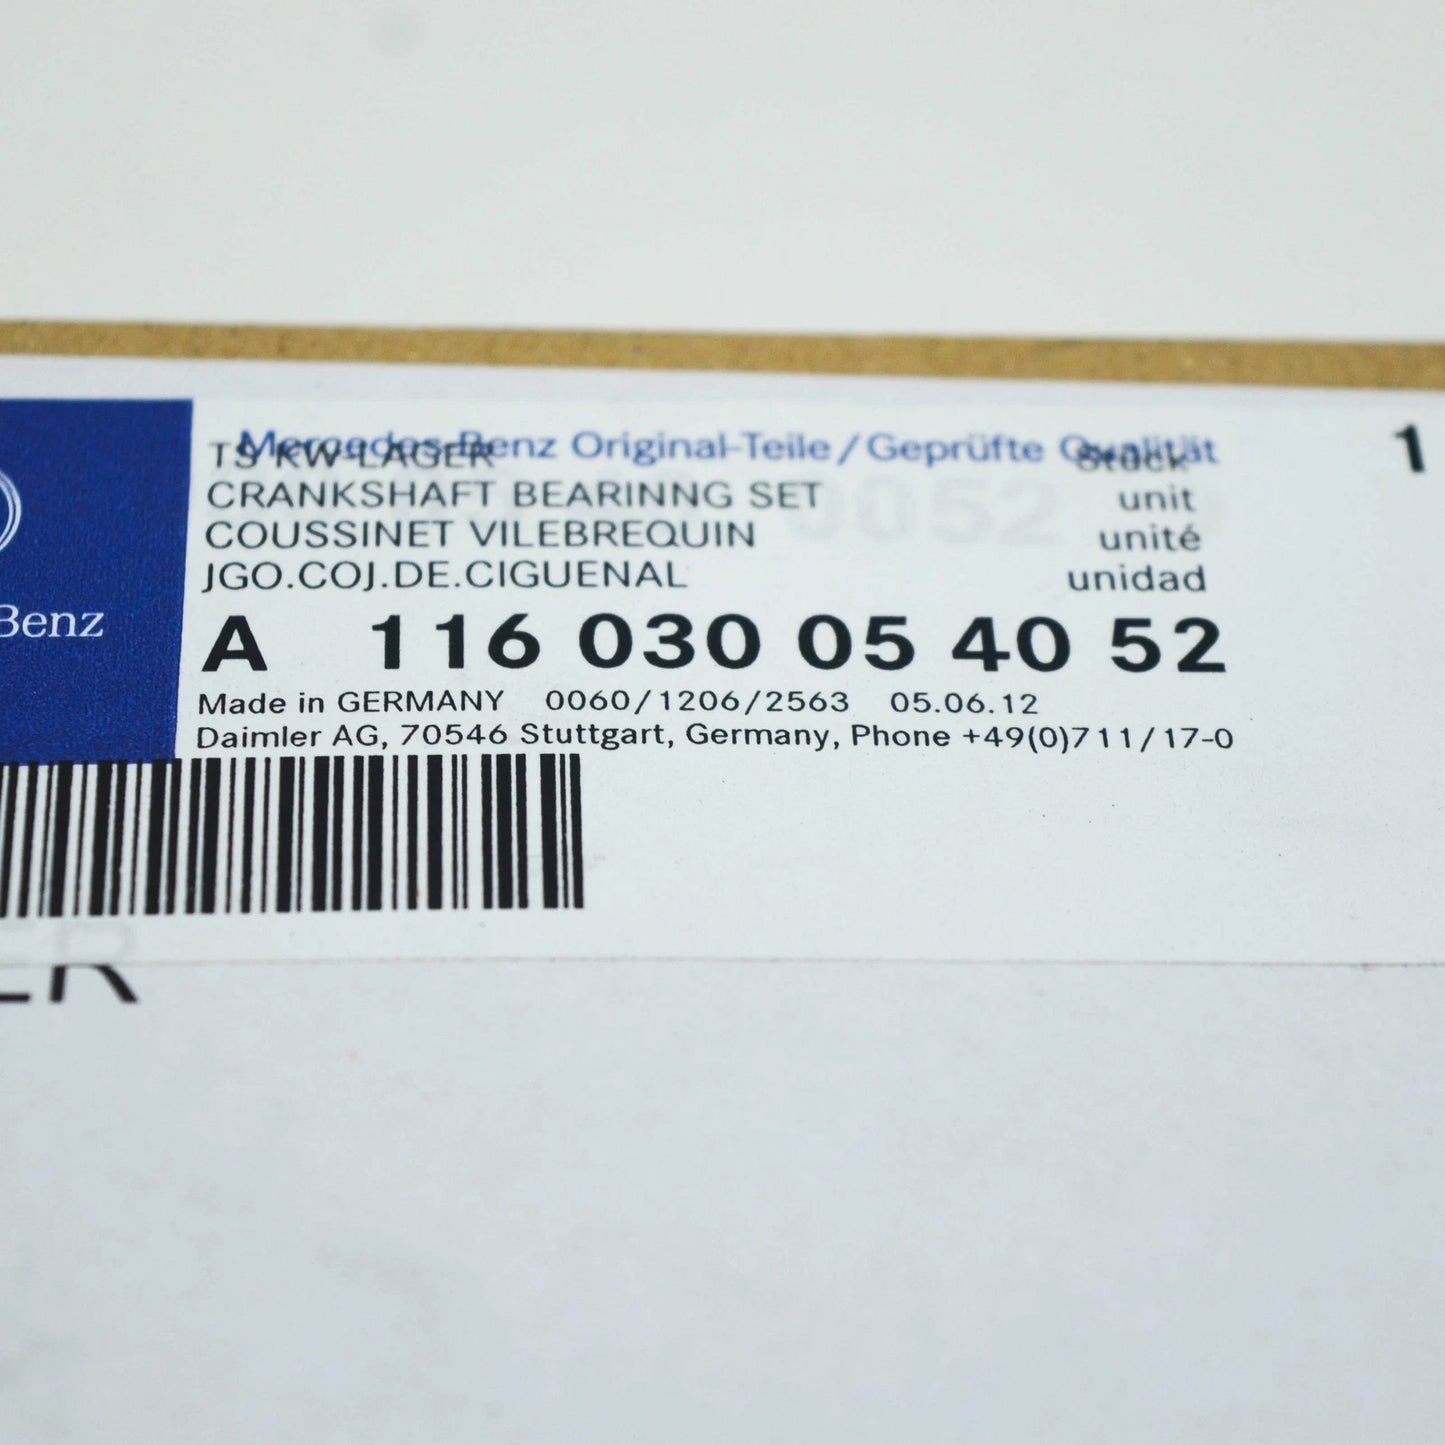 Mercedes-Benz Original-Teile/Geprüfte Qualität
TS KW-LAGER Stück 1
CRANKSHAFT BEARINNG SET unit
COUSSINET VILEBREQUIN unité
JGO.COJ.DE.CIGUENAL unidad
Benz
A 116 030 05 40 52
Made in GERMANY 0060/1206/2563 05.06.12
Daimler AG, 70546 Stuttgart, Germany, Phone +49(0)711/17-0
ER